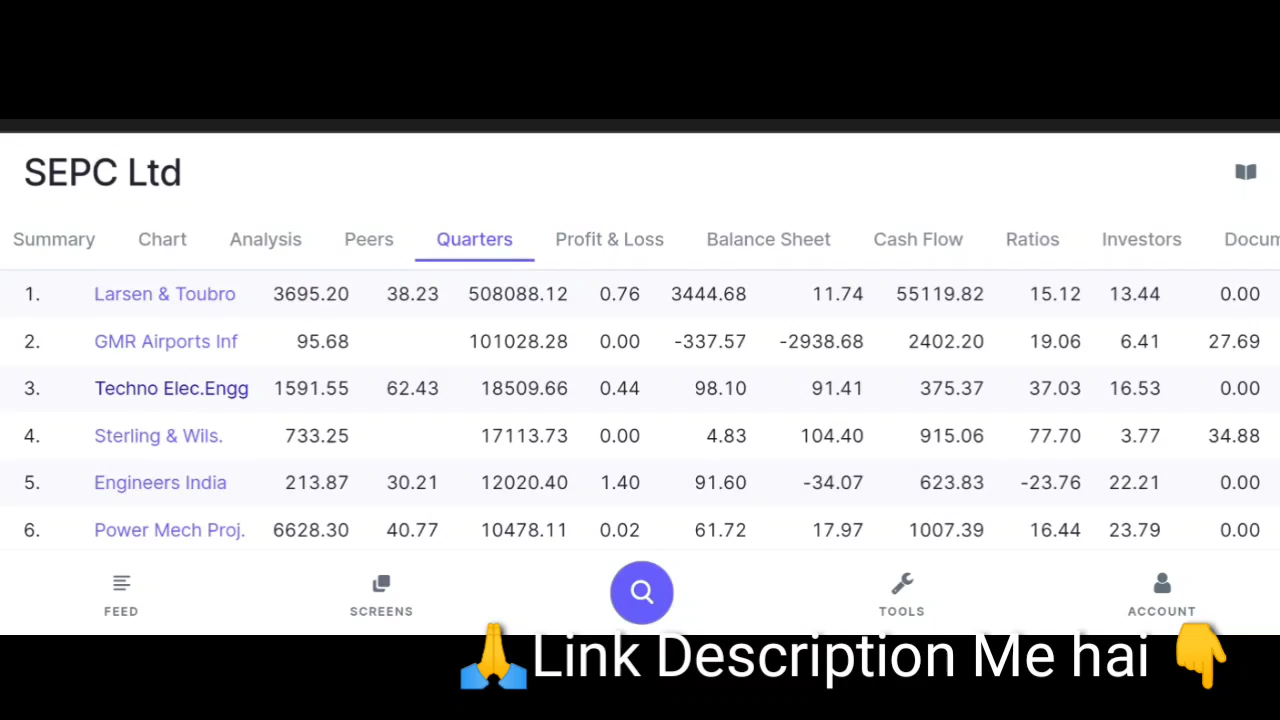 SEPC Ltd
Summary Chart Analysis Peers Quarters Profit & Loss Balance Sheet Cash Flow Ratios Investors Docum
1. Larsen & Toubro 3695.20 38.23 508088.12 0.76 3444.68 11.74 55119.82 15.12 13.44 0.00
2. GMR Airports Inf 95.68 101028.28 0.00 -337.57 -2938.68 2402.20 19.06 6.41 27.69
3. Techno Elec.Engg 1591.55 62.43 18509.66 0.44 98.10 91.41 375.37 37.03 16.53 0.00
4. Sterling & Wils. 733.25 17113.73 0.00 4.83 104.40 915.06 77.70 3.77 34.88
5. Engineers India 213.87 30.21 12020.40 1.40 91.60 -34.07 623.83 -23.76 22.21 0.00
6. Power Mech Proj. 6628.30 40.77 10478.11 0.02 61.72 17.97 1007.39 16.44 23.79 0.00
FEED SCREENS TOOLS ACCOUNT
🙏Link Description Me hai 👇